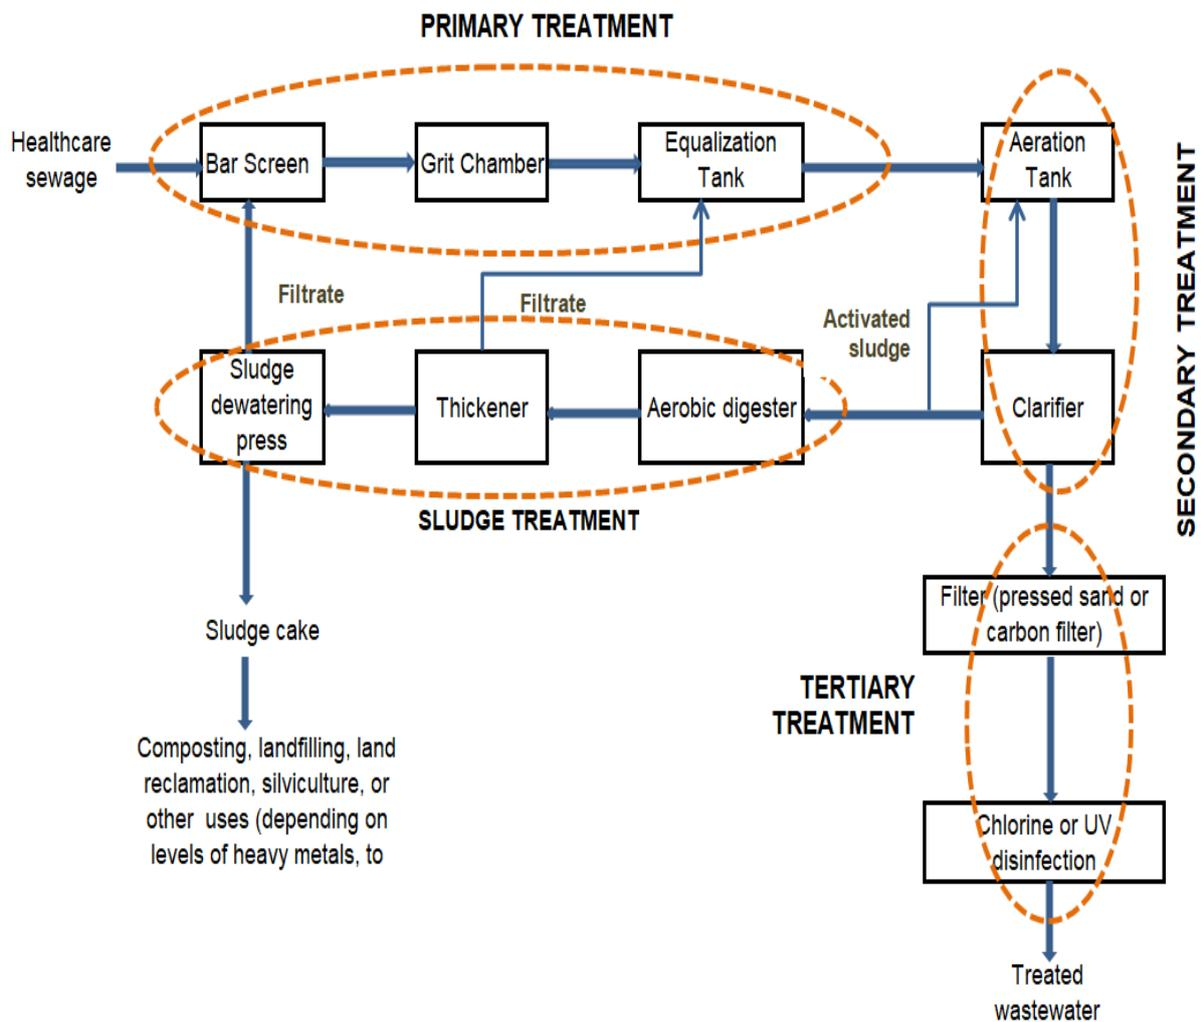 PRIMARY TREATMENT
Healthcare
sewage
Bar Screen
Grit Chamber
Equalization
Tank
Aeration
Tank
SECONDARY TREATMENT
Filtrate
Filtrate
Activated
sludge
Sludge
dewatering
press
Thickener
Aerobic digester
Clarifier
SLUDGE TREATMENT
Filter (pressed sand or
carbon filter)
Sludge cake
TERTIARY
TREATMENT
Composting, landfilling, land
reclamation, silviculture, or
other uses (depending on
levels of heavy metals, to
Chlorine or UV
disinfection
Treated
wastewater